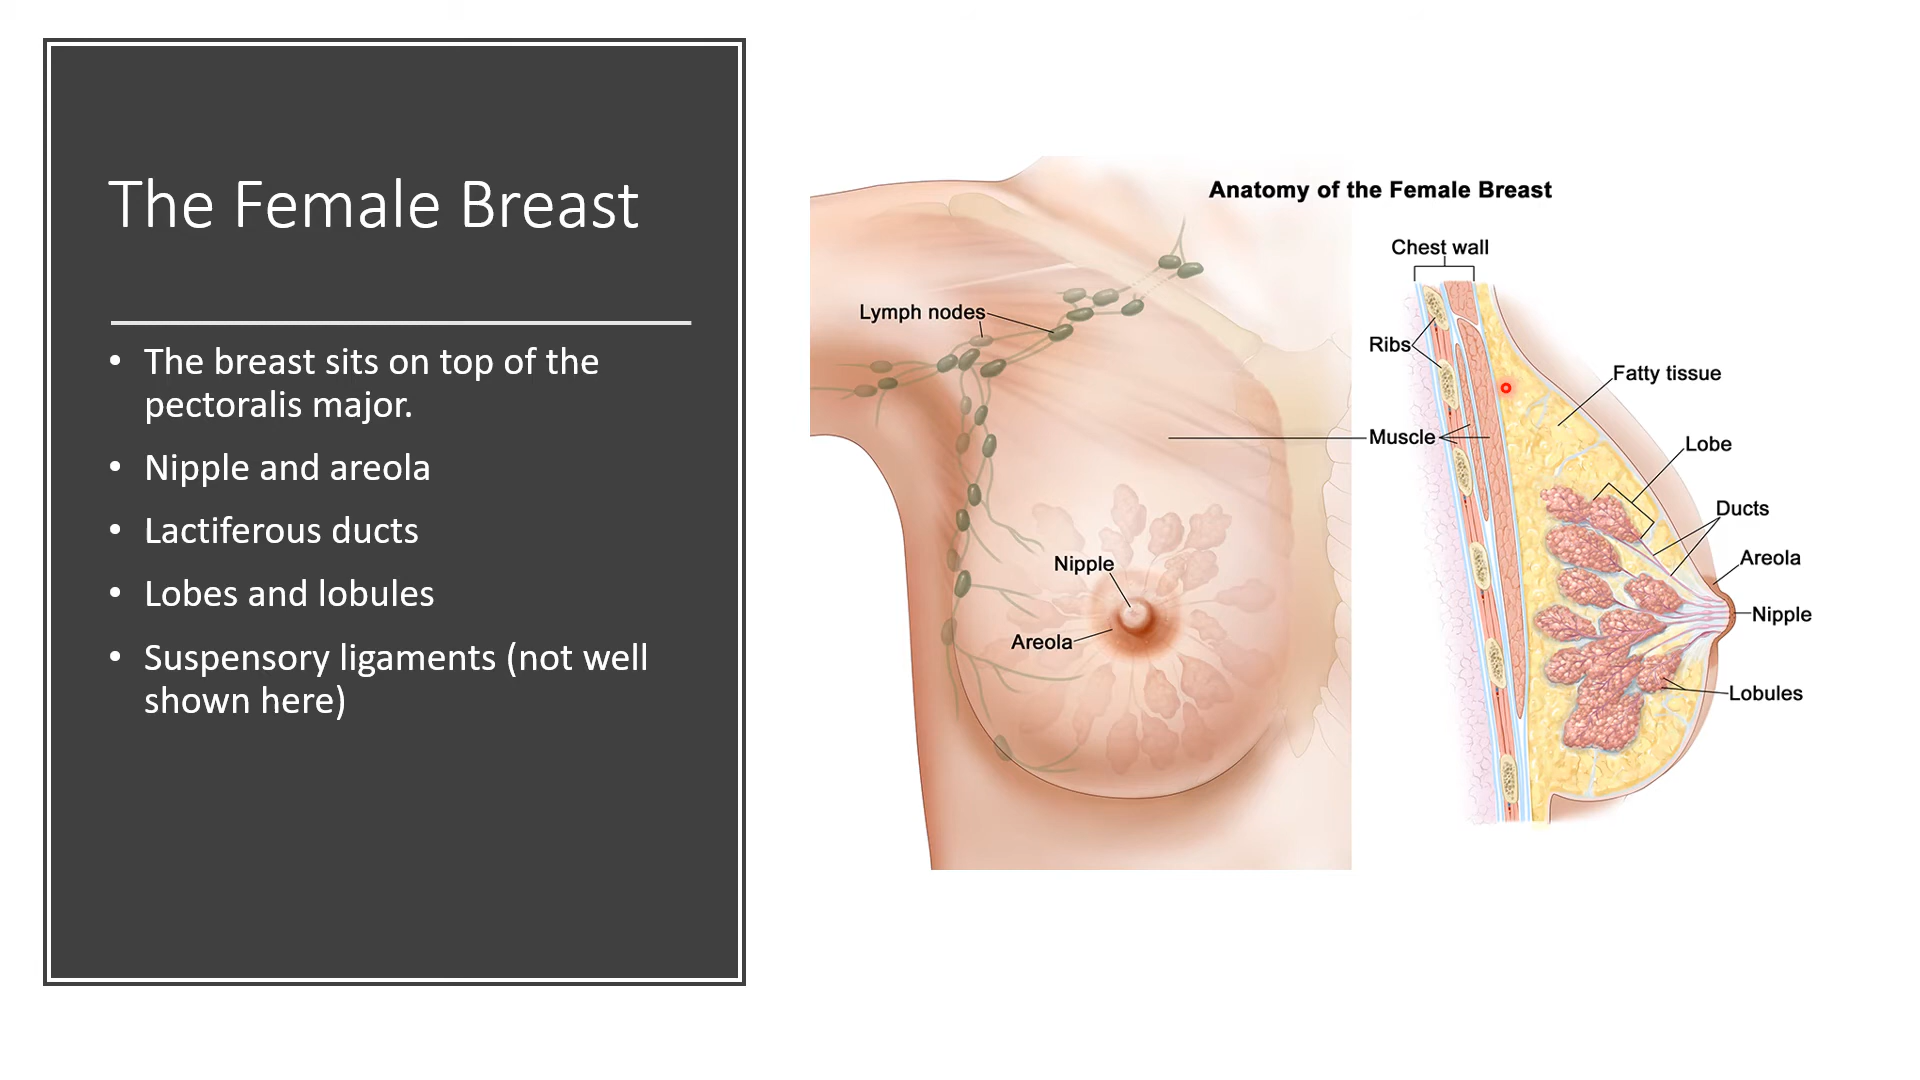 The Female Breast
• The breast sits on top of the
pectoralis major.
• Nipple and areola
• Lactiferous ducts
• Lobes and lobules
• Suspensory ligaments (not well
shown here)
Anatomy of the Female Breast
Chest wall
Lymph nodes
Ribs
Fatty tissue
Muscle
Lobe
Ducts
Areola
Nipple
Nipple
Areola
Lobules